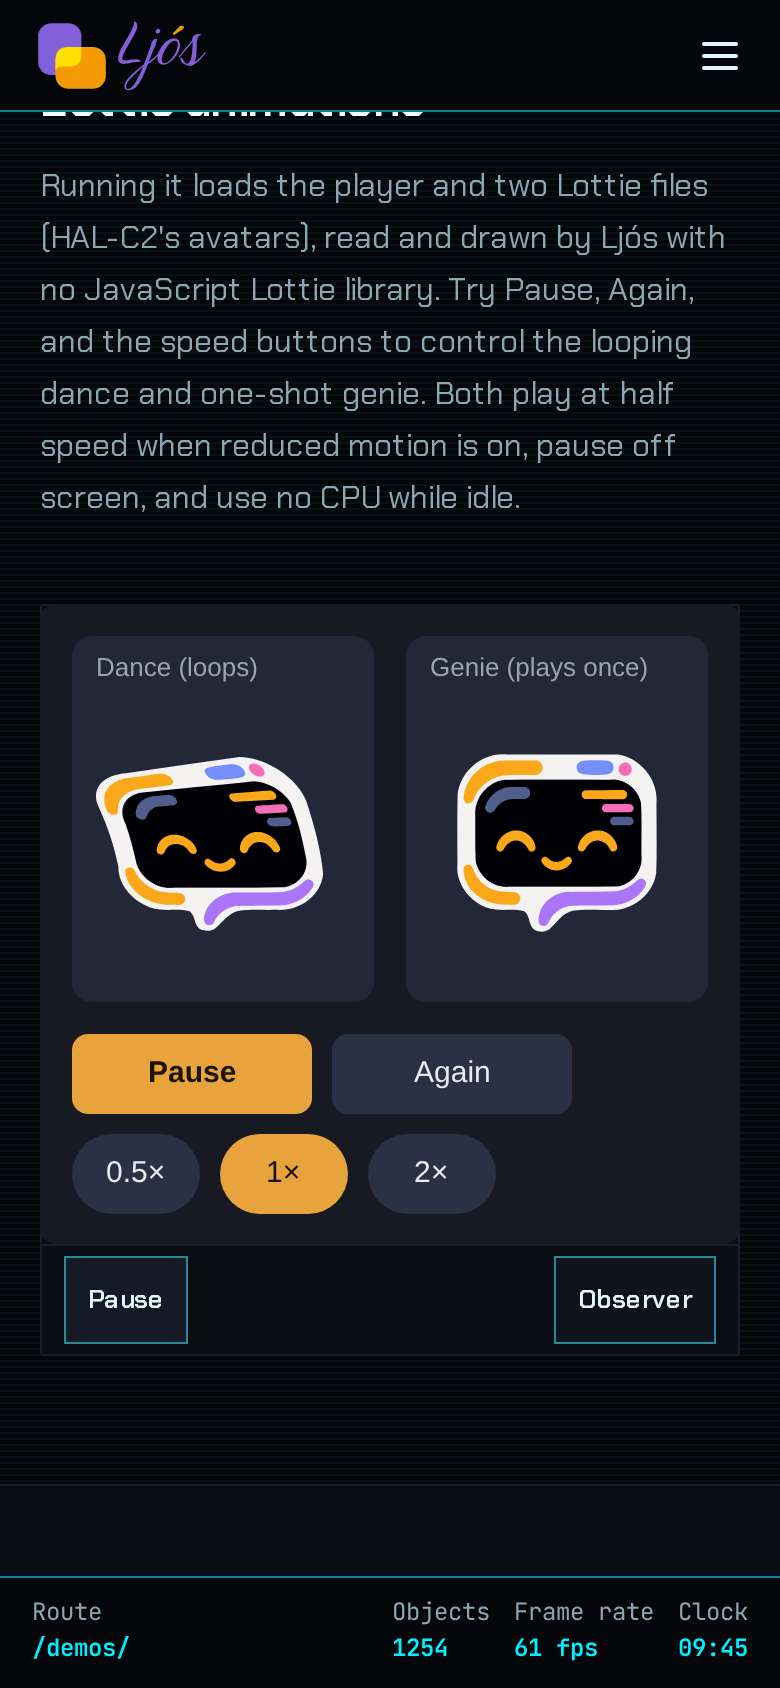 Ljós
Lottie animations
Running it loads the player and two Lottie files
(HAL-C2's avatars), read and drawn by Ljós with
no JavaScript Lottie library. Try Pause, Again,
and the speed buttons to control the looping
dance and one-shot genie. Both play at half
speed when reduced motion is on, pause off
screen, and use no CPU while idle.
Dance (loops)
Genie (plays once)
Pause
Again
0.5×
1×
2×
Pause
Observer
Route
Objects
Frame rate
Clock
/demos/
1254
61 fps
09:45